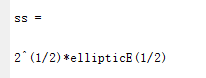 ss =
2^(1/2)*ellipticE(1/2)